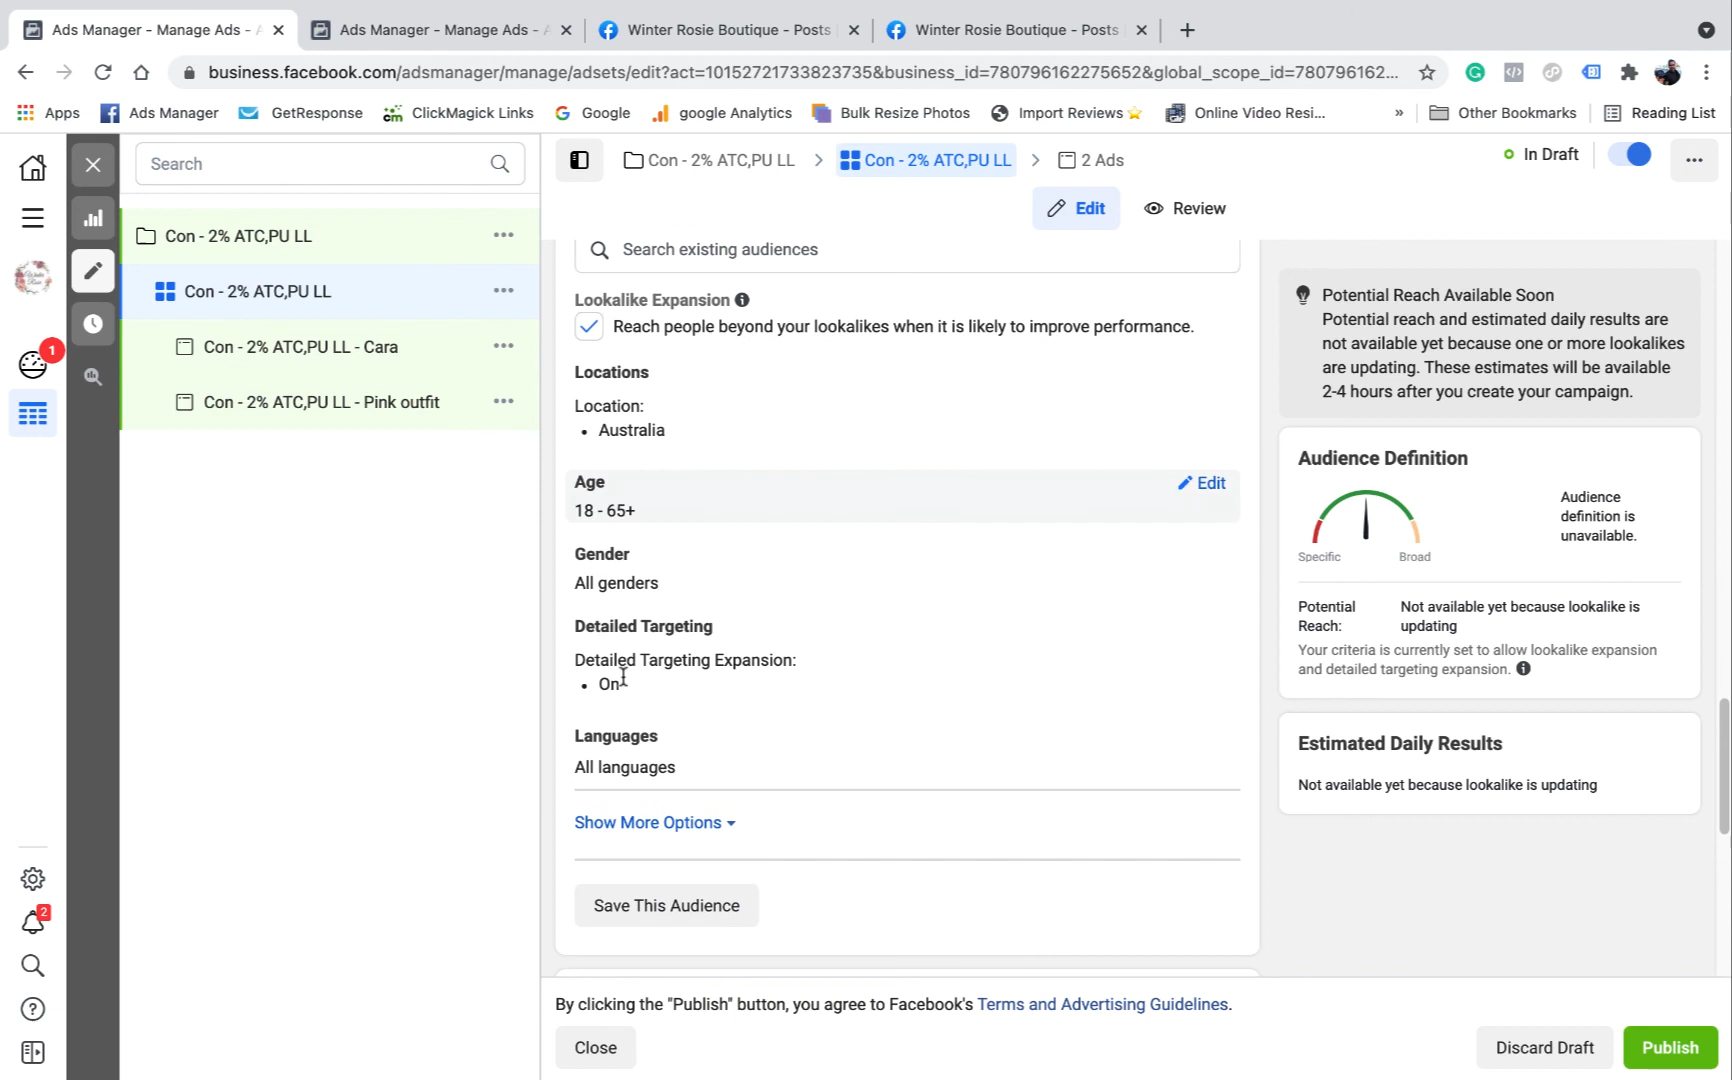 Ads Manager - Manage Ads - A
Ads Manager - Manage Ads - A
Winter Rosie Boutique - Posts
Winter Rosie Boutique - Posts
business.facebook.com/adsmanager/manage/adsets/edit?act=10152721733823735&business_id=780796162275652&global_scope_id=780796162...
Apps
Ads Manager
GetResponse
ClickMagick Links
Google
google Analytics
Bulk Resize Photos
Import Reviews
Online Video Resi...
»
Other Bookmarks
Reading List
Search
Con - 2% ATC,PU LL
Con - 2% ATC,PU LL
Con - 2% ATC,PU LL - Cara
Con - 2% ATC,PU LL - Pink outfit
1
2
Con - 2% ATC,PU LL > Con - 2% ATC,PU LL > 2 Ads
In Draft
Edit
Review
Search existing audiences
Lookalike Expansion
Reach people beyond your lookalikes when it is likely to improve performance.
Locations
Location:
• Australia
Age
Edit
18 - 65+
Gender
All genders
Detailed Targeting
Detailed Targeting Expansion:
• On
Languages
All languages
Show More Options
Save This Audience
Potential Reach Available Soon
Potential reach and estimated daily results are
not available yet because one or more lookalikes
are updating. These estimates will be available
2-4 hours after you create your campaign.
Audience Definition
Specific
Broad
Audience
definition is
unavailable.
Potential
Reach:
Not available yet because lookalike is
updating
Your criteria is currently set to allow lookalike expansion
and detailed targeting expansion.
Estimated Daily Results
Not available yet because lookalike is updating
By clicking the "Publish" button, you agree to Facebook's Terms and Advertising Guidelines.
Close
Discard Draft
Publish